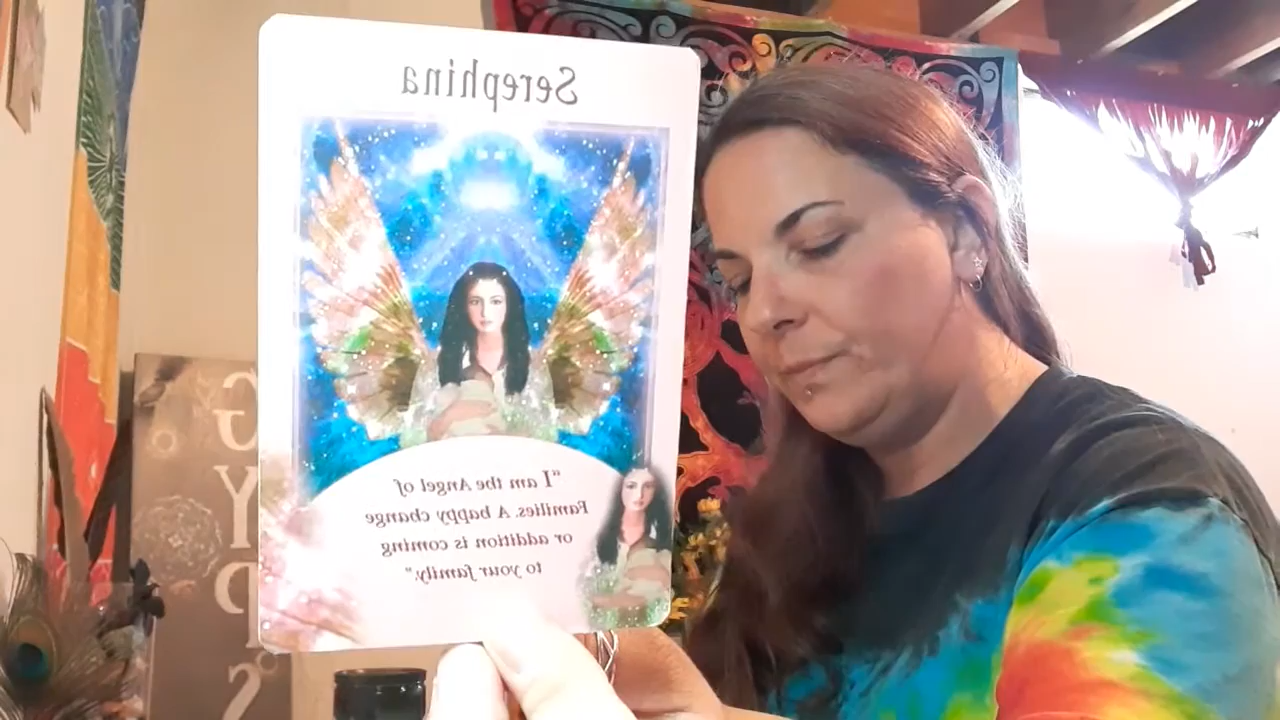 Serephina
"I am the Angel of
Families. A happy change
or addition is coming
to your family."
G
Y
P
S